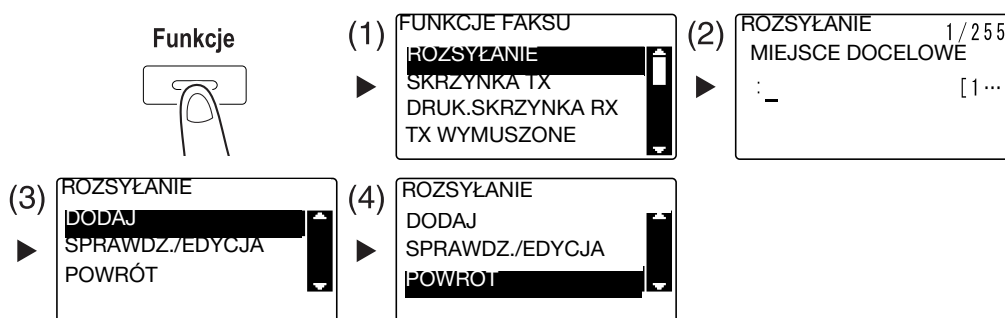 Funkcje
(1)
FUNKCJE FAKSU
ROZSYŁANIE
SKRZYNKA TX
DRUK.SKRZYNKA RX
TX WYMUSZONE
(2)
ROZSYŁANIE 1/255
MIEJSCE DOCELOWE
:_ [1…
(3)
ROZSYŁANIE
DODAJ
SPRAWDZ./EDYCJA
POWRÓT
(4)
ROZSYŁANIE
DODAJ
SPRAWDZ./EDYCJA
POWRÓT